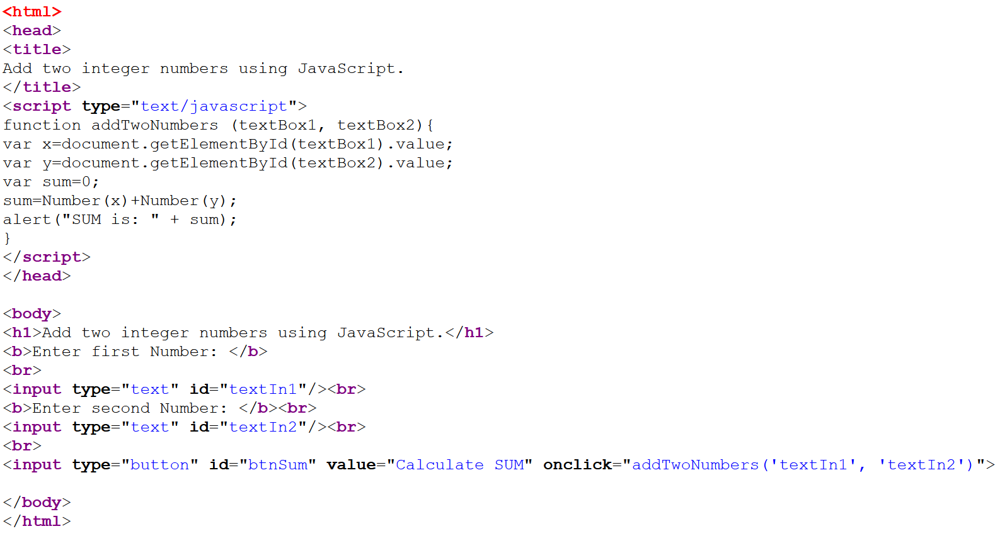 <html>
<head>
<title>
Add two integer numbers using JavaScript.
</title>
<script type="text/javascript">
function addTwoNumbers (textBox1, textBox2){
var x=document.getElementById(textBox1).value;
var y=document.getElementById(textBox2).value;
var sum=0;
sum=Number(x)+Number(y);
alert("SUM is: " + sum);
}
</script>
</head>

<body>
<h1>Add two integer numbers using JavaScript.</h1>
<b>Enter first Number: </b>
<br>
<input type="text" id="textIn1"/><br>
<b>Enter second Number: </b><br>
<input type="text" id="textIn2"/><br>
<br>
<input type="button" id="btnSum" value="Calculate SUM" onclick="addTwoNumbers('textIn1', 'textIn2')">

</body>
</html>